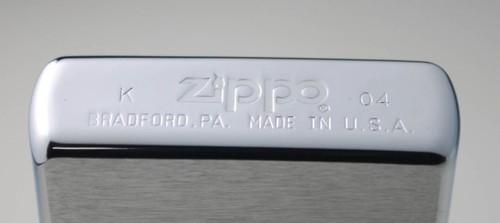 K Zippo® 04
BRADFORD, PA. MADE IN U.S.A.